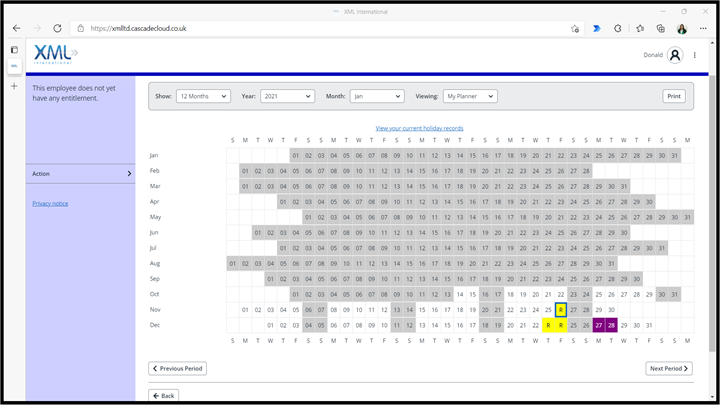 XML International
https://xmlltd.cascadecloud.co.uk
XML
international
Donald
XML
This employee does not yet
have any entitlement.
Action
Privacy notice
Show: 12 Months Year: 2021 Month: Jan Viewing: My Planner Print
View your current holiday records
S M T W T F S S M T W T F S S M T W T F S S M T W T F S S M T W T F S S M
Jan 01 02 03 04 05 06 07 08 09 10 11 12 13 14 15 16 17 18 19 20 21 22 23 24 25 26 27 28 29 30 31
Feb 01 02 03 04 05 06 07 08 09 10 11 12 13 14 15 16 17 18 19 20 21 22 23 24 25 26 27 28
Mar 01 02 03 04 05 06 07 08 09 10 11 12 13 14 15 16 17 18 19 20 21 22 23 24 25 26 27 28 29 30 31
Apr 01 02 03 04 05 06 07 08 09 10 11 12 13 14 15 16 17 18 19 20 21 22 23 24 25 26 27 28 29 30
May 01 02 03 04 05 06 07 08 09 10 11 12 13 14 15 16 17 18 19 20 21 22 23 24 25 26 27 28 29 30 31
Jun 01 02 03 04 05 06 07 08 09 10 11 12 13 14 15 16 17 18 19 20 21 22 23 24 25 26 27 28 29 30
Jul 01 02 03 04 05 06 07 08 09 10 11 12 13 14 15 16 17 18 19 20 21 22 23 24 25 26 27 28 29 30 31
Aug 01 02 03 04 05 06 07 08 09 10 11 12 13 14 15 16 17 18 19 20 21 22 23 24 25 26 27 28 29 30 31
Sep 01 02 03 04 05 06 07 08 09 10 11 12 13 14 15 16 17 18 19 20 21 22 23 24 25 26 27 28 29 30
Oct 01 02 03 04 05 06 07 08 09 10 11 12 13 14 15 16 17 18 19 20 21 22 23 24 25 26 27 28 29 30 31
Nov 01 02 03 04 05 06 07 08 09 10 11 12 13 14 15 16 17 18 19 20 21 22 23 24 25 R 27 28 29 30
Dec 01 02 03 04 05 06 07 08 09 10 11 12 13 14 15 16 17 18 19 20 21 22 R R 25 26 27 28 29 30 31
S M T W T F S S M T W T F S S M T W T F S S M T W T F S S M T W T F S S M
Previous Period Next Period
Back